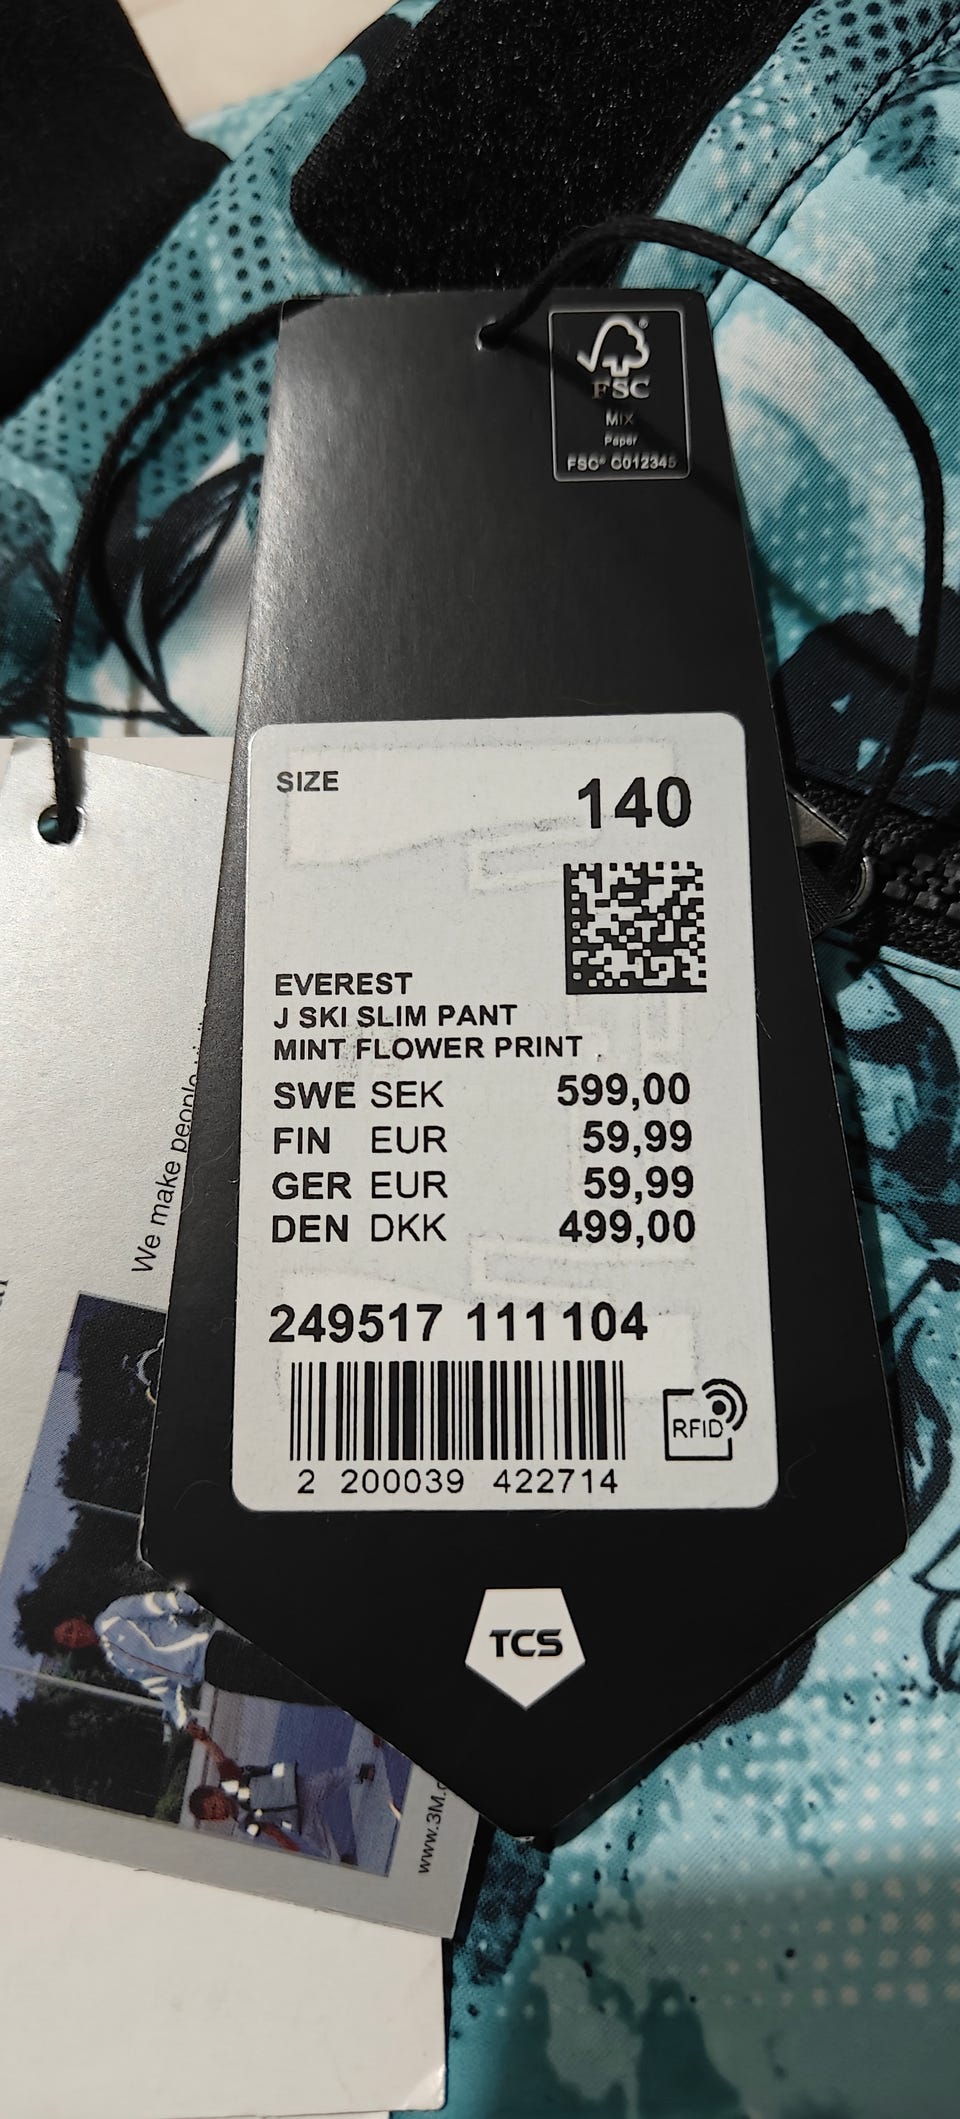 FSC
MIX
Paper
FSC® C012345
SIZE
140
EVEREST
J SKI SLIM PANT
MINT FLOWER PRINT
SWE SEK 599,00
FIN EUR 59,99
GER EUR 59,99
DEN DKK 499,00
249517 111 104
2 200039 422714
RFID
TCS
We make people
www.3M.